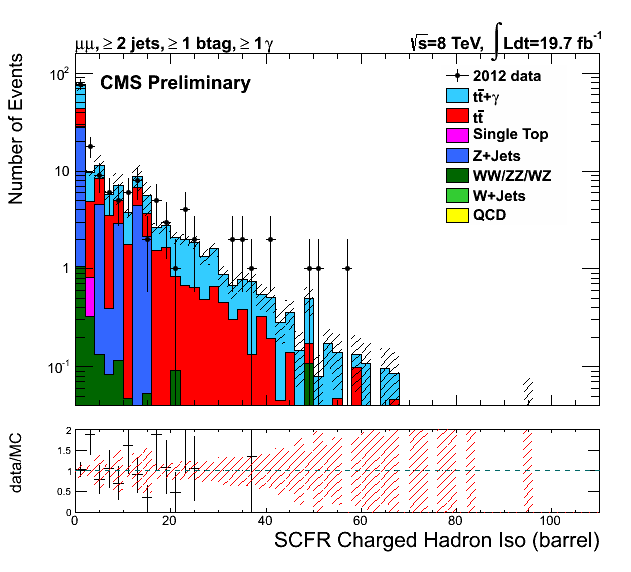 μμ, ≥ 2 jets, ≥ 1 btag, ≥ 1 γ
√s=8 TeV, ∫ Ldt=19.7 fb⁻¹
CMS Preliminary
Number of Events
10²
10
1
10⁻¹
2012 data
tt̄+γ
tt̄
Single Top
Z+Jets
WW/ZZ/WZ
W+Jets
QCD
data/MC
2
1.5
1
0.5
0
0 20 40 60 80 100
SCFR Charged Hadron Iso (barrel)